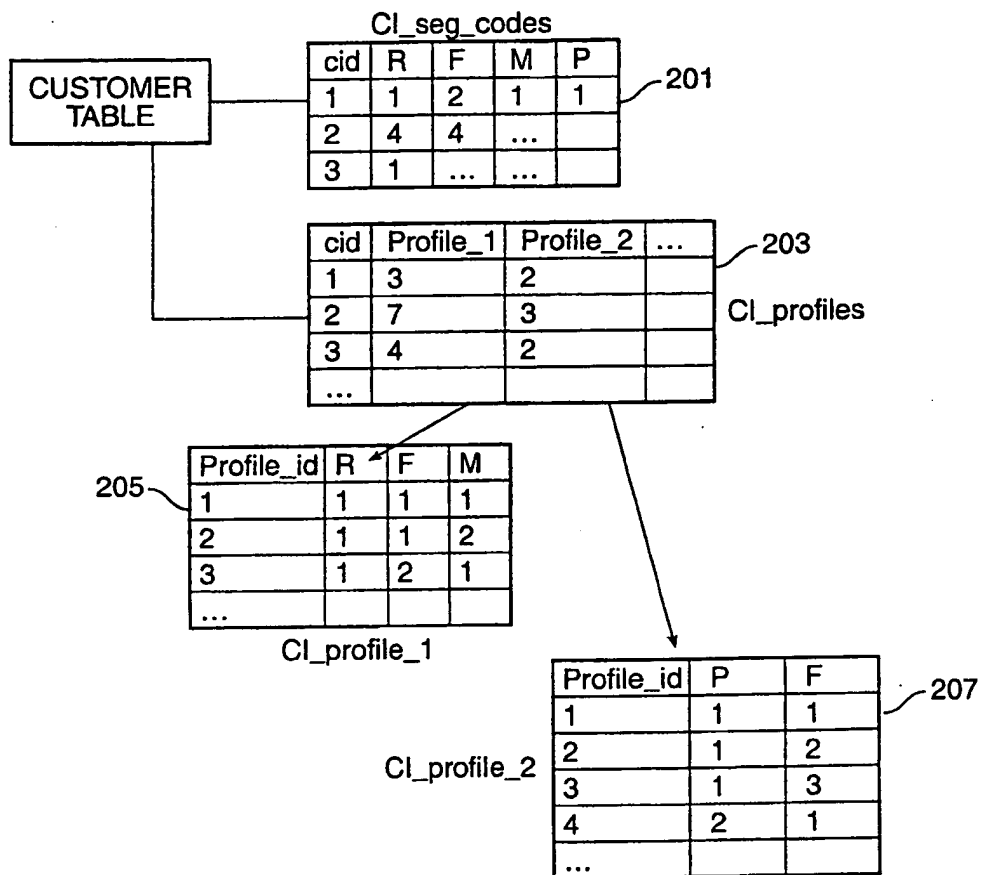 CI_seg_codes
CUSTOMER
TABLE
cid R F M P
1 1 2 1 1
2 4 4 ...
3 1 ... ...
201
cid Profile_1 Profile_2 ...
1 3 2
2 7 3
3 4 2
...
203
CI_profiles
205
Profile_id R F M
1 1 1 1
2 1 1 2
3 1 2 1
...
CI_profile_1
Profile_id P F
1 1 1
2 1 2
3 1 3
4 2 1
...
207
CI_profile_2